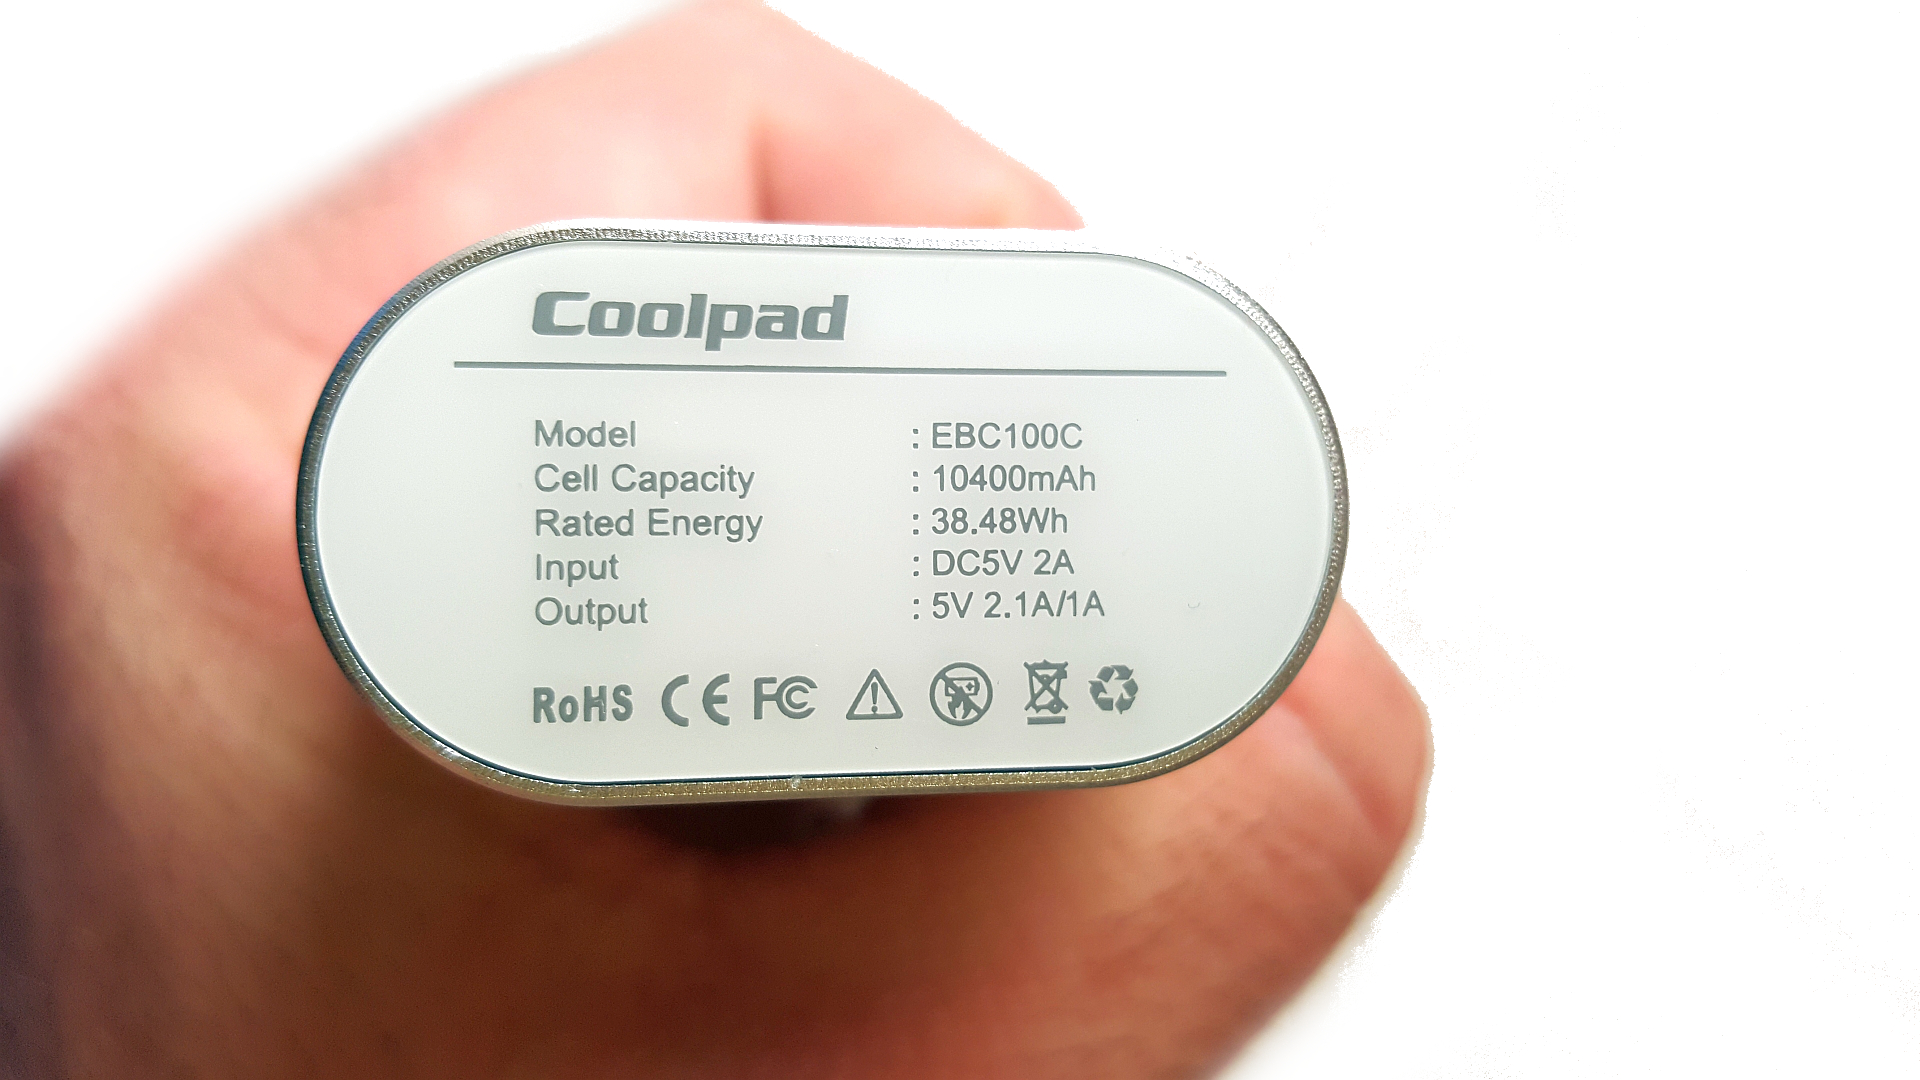 Coolpad
Model : EBC100C
Cell Capacity : 10400mAh
Rated Energy : 38.48Wh
Input : DC5V 2A
Output : 5V 2.1A/1A
RoHS CE FC